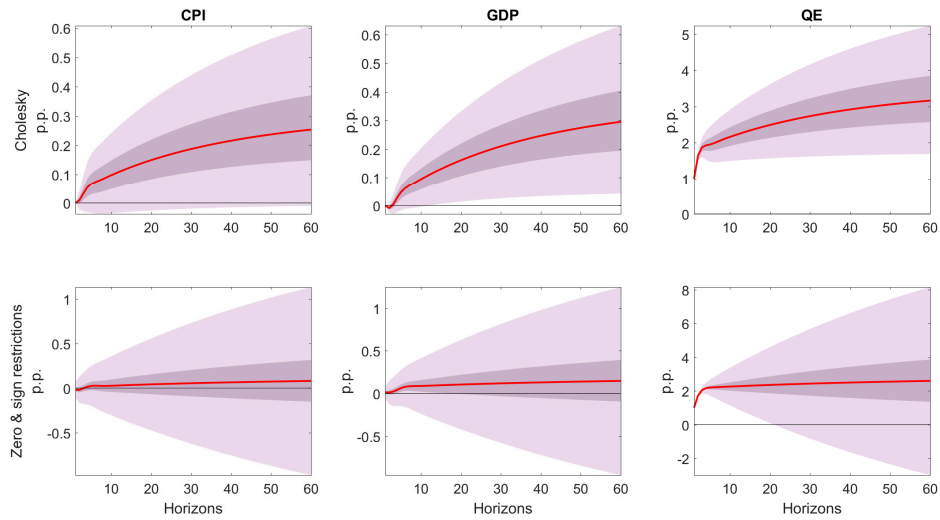 CPI GDP QE
Cholesky
p.p. p.p. p.p.
0.6 0.6 5
0.5 0.5 4
0.4 0.4 3
0.3 0.3 2
0.2 0.2 1
0.1 0.1 0
0 0
10 20 30 40 50 60 10 20 30 40 50 60 10 20 30 40 50 60
Zero & sign restrictions
p.p. p.p. p.p.
1 1 8
0.5 0.5 6
0 0 4
-0.5 -0.5 2
0
-2
10 20 30 40 50 60 10 20 30 40 50 60 10 20 30 40 50 60
Horizons Horizons Horizons